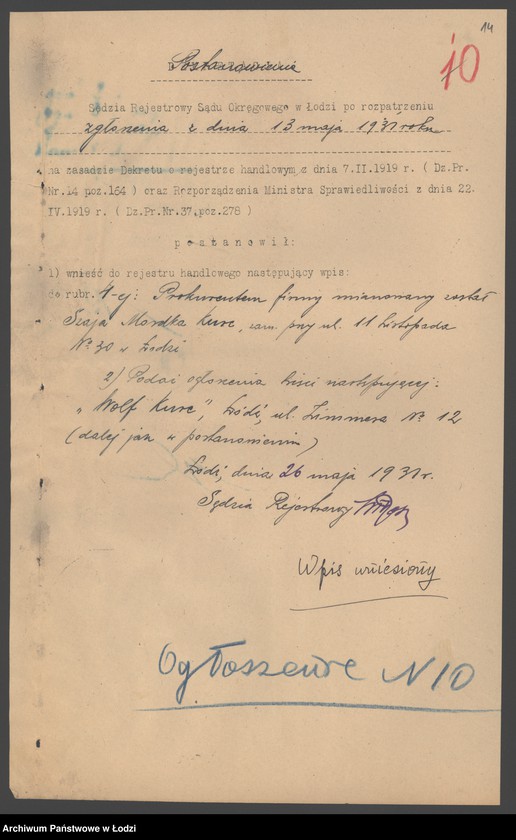 14
10
Postanowienie
Sędzia Rejestrowy Sądu Okręgowego w Łodzi po rozpatrzeniu
zgłoszenia z dnia 13 maja 1931 roku
na zasadzie Dekretu o rejestrze handlowym z dnia 7.II.1919 r ( Dz.Pr.
Nr.14 poz.164 ) oraz Rzporządzenia Ministra Sprawiedliwości z dnia 22.
IV.1919 r. ( Dz.Pr.Nr.37, poz.278 )
postanowił:
1) wnieść do rejestru handlowego następujący wpis:
do rubr. 4-ej: Prokurentem firmy mianowany został
Szaja Mordka Kurc, zam. przy ul. 11 Listopada
№ 30 w Łodzi
2) Podać ogłoszenia treści następującej:
"Wolf Kurc", Łódź, ul. Zimmera № 12
(dalej jak w postanowieniu)
Łódź, dnia 26 maja 1931 r.
Sędzia Rejestrowy
Wpis wniesiony
Ogłoszenie N 10
Archiwum Państwowe w Łodzi